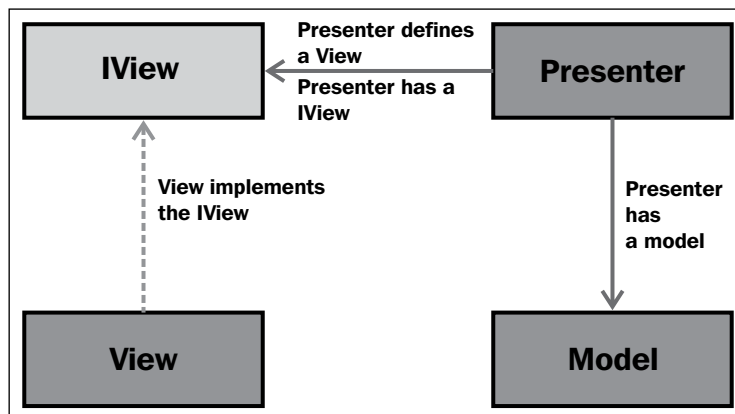 IView
Presenter defines
a View
Presenter has a
IView
Presenter
View implements
the IView
Presenter
has
a model
View
Model